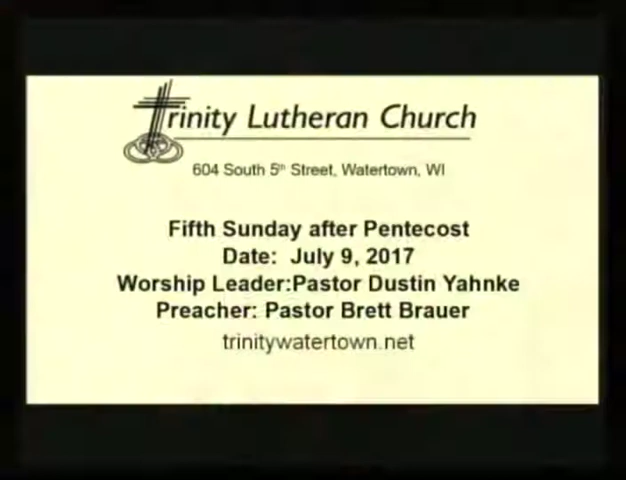 Trinity Lutheran Church
604 South 5th Street, Watertown, WI
Fifth Sunday after Pentecost
Date: July 9, 2017
Worship Leader:Pastor Dustin Yahnke
Preacher: Pastor Brett Brauer
trinitywatertown.net